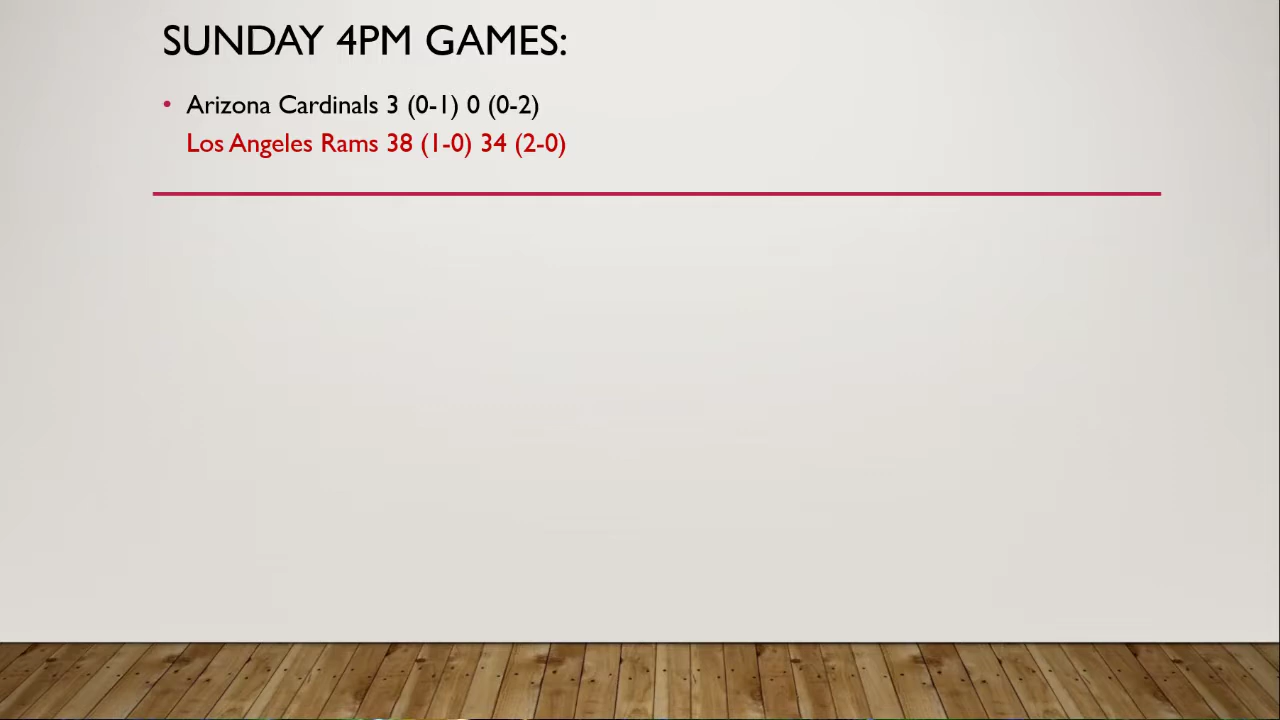 SUNDAY 4PM GAMES:
• Arizona Cardinals 3 (0-1) 0 (0-2)
Los Angeles Rams 38 (1-0) 34 (2-0)